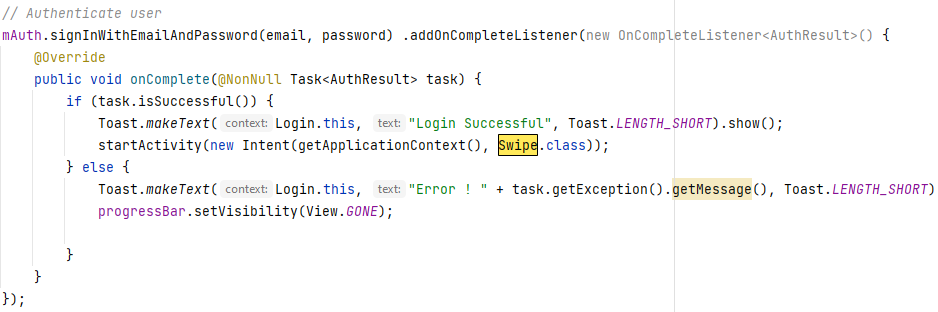 // Authenticate user
mAuth.signInWithEmailAndPassword(email, password) .addOnCompleteListener(new OnCompleteListener<AuthResult>() {
@Override
public void onComplete(@NonNull Task<AuthResult> task) {
if (task.isSuccessful()) {
Toast.makeText( context: Login.this, text: "Login Successful", Toast.LENGTH_SHORT).show();
startActivity(new Intent(getApplicationContext(), Swipe.class));
} else {
Toast.makeText( context: Login.this, text: "Error ! " + task.getException().getMessage(), Toast.LENGTH_SHORT)
progressBar.setVisibility(View.GONE);
}
}
});